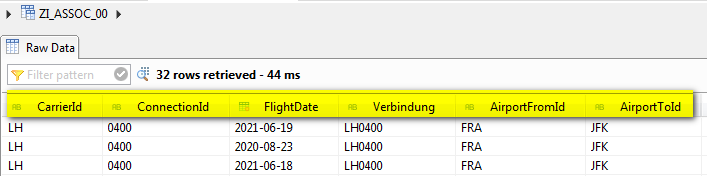 ZI_ASSOC_00
Raw Data
Filter pattern 32 rows retrieved - 44 ms
CarrierId ConnectionId FlightDate Verbindung AirportFromId AirportToId
LH 0400 2021-06-19 LH0400 FRA JFK
LH 0400 2020-08-23 LH0400 FRA JFK
LH 0400 2021-06-18 LH0400 FRA JFK